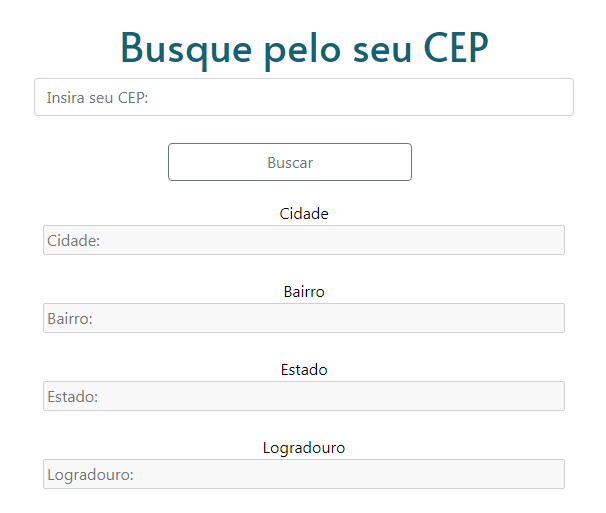 Busque pelo seu CEP
Insira seu CEP:
Buscar
Cidade
Cidade:
Bairro
Bairro:
Estado
Estado:
Logradouro
Logradouro: